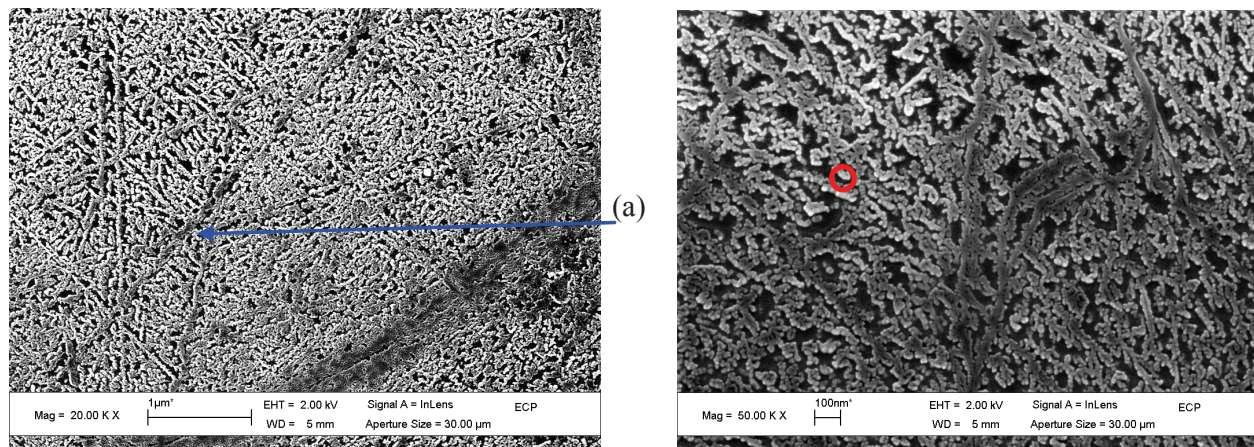 (a)
Mag = 20.00 K X
1µm*
EHT = 2.00 kV
WD = 5 mm
Signal A = InLens
Aperture Size = 30.00 µm
ECP
Mag = 50.00 K X
100nm*
EHT = 2.00 kV
WD = 5 mm
Signal A = InLens
Aperture Size = 30.00 µm
ECP